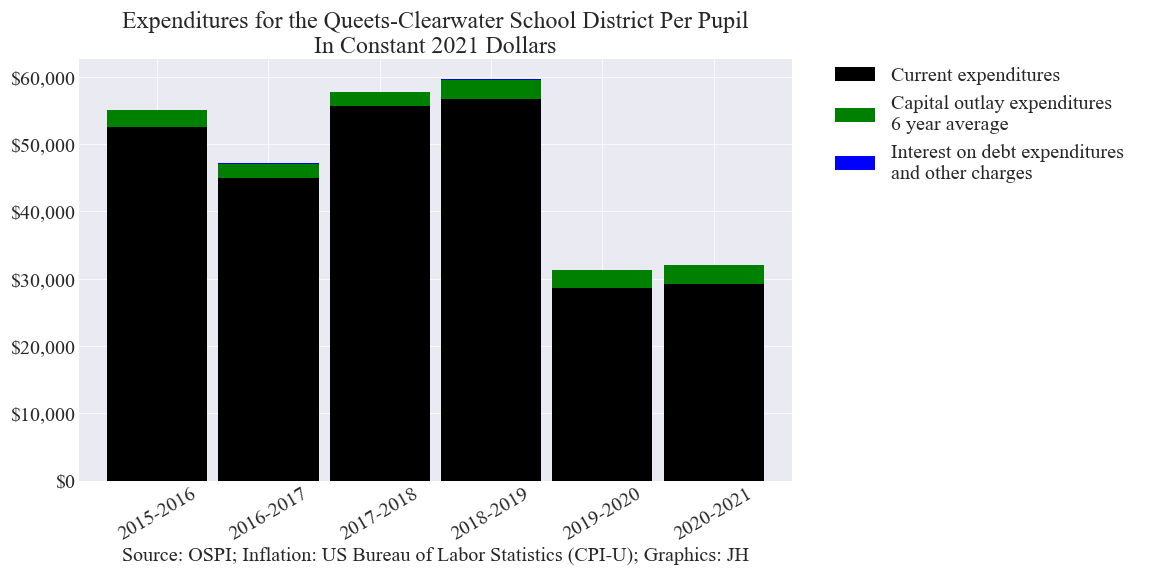 Expenditures for the Queets-Clearwater School District Per Pupil
In Constant 2021 Dollars
$60,000
$50,000
$40,000
$30,000
$20,000
$10,000
$0
2015-2016
2016-2017
2017-2018
2018-2019
2019-2020
2020-2021
Current expenditures
Capital outlay expenditures
6 year average
Interest on debt expenditures
and other charges
Source: OSPI; Inflation: US Bureau of Labor Statistics (CPI-U); Graphics: JH